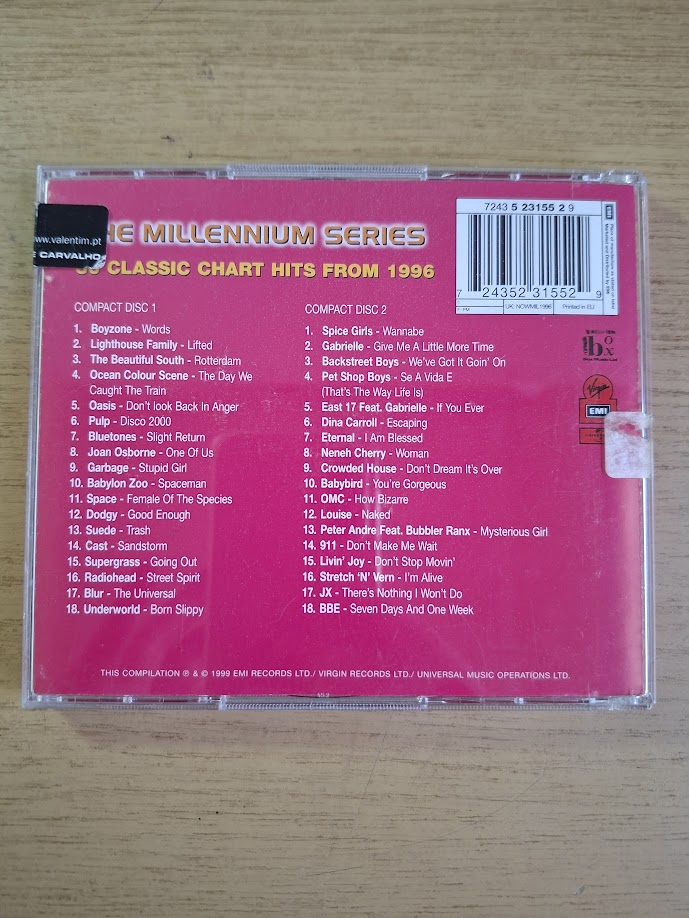 www.valentim.pt
CARVALHO
THE MILLENNIUM SERIES
CLASSIC CHART HITS FROM 1996
7243 5 23155 2 9
7 24352 31552 9
UK: NOWMIL1996
Printed in EU
EMI
COMPACT DISC 1
1. Boyzone - Words
2. Lighthouse Family - Lifted
3. The Beautiful South - Rotterdam
4. Ocean Colour Scene - The Day We
Caught The Train
5. Oasis - Don't look Back In Anger
6. Pulp - Disco 2000
7. Bluetones - Slight Return
8. Joan Osborne - One Of Us
9. Garbage - Stupid Girl
10. Babylon Zoo - Spaceman
11. Space - Female Of The Species
12. Dodgy - Good Enough
13. Suede - Trash
14. Cast - Sandstorm
15. Supergrass - Going Out
16. Radiohead - Street Spirit
17. Blur - The Universal
18. Underworld - Born Slippy
COMPACT DISC 2
1. Spice Girls - Wannabe
2. Gabrielle - Give Me A Little More Time
3. Backstreet Boys - We've Got It Goin' On
4. Pet Shop Boys - Se A Vida E
(That's The Way Life Is)
5. East 17 Feat. Gabrielle - If You Ever
6. Dina Carroll - Escaping
7. Eternal - I Am Blessed
8. Neneh Cherry - Woman
9. Crowded House - Don't Dream It's Over
10. Babybird - You're Gorgeous
11. OMC - How Bizarre
12. Louise - Naked
13. Peter Andre Feat. Bubbler Ranx - Mysterious Girl
14. 911 - Don't Make Me Wait
15. Livin' Joy - Don't Stop Movin'
16. Stretch 'N' Vern - I'm Alive
17. JX - There's Nothing I Won't Do
18. BBE - Seven Days And One Week
box
Virgin
EMI
THIS COMPILATION ℗ & © 1999 EMI RECORDS LTD./ VIRGIN RECORDS LTD./ UNIVERSAL MUSIC OPERATIONS LTD.